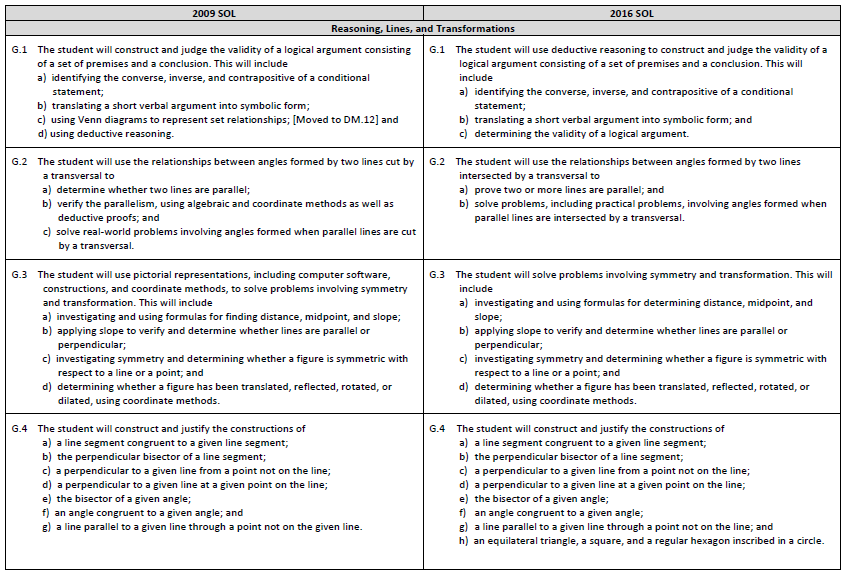 2009 SOL
2016 SOL
Reasoning, Lines, and Transformations
G.1 The student will construct and judge the validity of a logical argument consisting
of a set of premises and a conclusion. This will include
a) identifying the converse, inverse, and contrapositive of a conditional
statement;
b) translating a short verbal argument into symbolic form;
c) using Venn diagrams to represent set relationships; [Moved to DM.12] and
d) using deductive reasoning.
G.1 The student will use deductive reasoning to construct and judge the validity of a
logical argument consisting of a set of premises and a conclusion. This will
include
a) identifying the converse, inverse, and contrapositive of a conditional
statement;
b) translating a short verbal argument into symbolic form; and
c) determining the validity of a logical argument.
G.2 The student will use the relationships between angles formed by two lines cut by
a transversal to
a) determine whether two lines are parallel;
b) verify the parallelism, using algebraic and coordinate methods as well as
deductive proofs; and
c) solve real-world problems involving angles formed when parallel lines are cut
by a transversal.
G.2 The student will use the relationships between angles formed by two lines
intersected by a transversal to
a) prove two or more lines are parallel; and
b) solve problems, including practical problems, involving angles formed when
parallel lines are intersected by a transversal.
G.3 The student will use pictorial representations, including computer software,
constructions, and coordinate methods, to solve problems involving symmetry
and transformation. This will include
a) investigating and using formulas for finding distance, midpoint, and slope;
b) applying slope to verify and determine whether lines are parallel or
perpendicular;
c) investigating symmetry and determining whether a figure is symmetric with
respect to a line or a point; and
d) determining whether a figure has been translated, reflected, rotated, or
dilated, using coordinate methods.
G.3 The student will solve problems involving symmetry and transformation. This will
include
a) investigating and using formulas for determining distance, midpoint, and
slope;
b) applying slope to verify and determine whether lines are parallel or
perpendicular;
c) investigating symmetry and determining whether a figure is symmetric with
respect to a line or a point; and
d) determining whether a figure has been translated, reflected, rotated, or
dilated, using coordinate methods.
G.4 The student will construct and justify the constructions of
a) a line segment congruent to a given line segment;
b) the perpendicular bisector of a line segment;
c) a perpendicular to a given line from a point not on the line;
d) a perpendicular to a given line at a given point on the line;
e) the bisector of a given angle;
f) an angle congruent to a given angle; and
g) a line parallel to a given line through a point not on the given line.
G.4 The student will construct and justify the constructions of
a) a line segment congruent to a given line segment;
b) the perpendicular bisector of a line segment;
c) a perpendicular to a given line from a point not on the line;
d) a perpendicular to a given line at a given point on the line;
e) the bisector of a given angle;
f) an angle congruent to a given angle;
g) a line parallel to a given line through a point not on the line; and
h) an equilateral triangle, a square, and a regular hexagon inscribed in a circle.